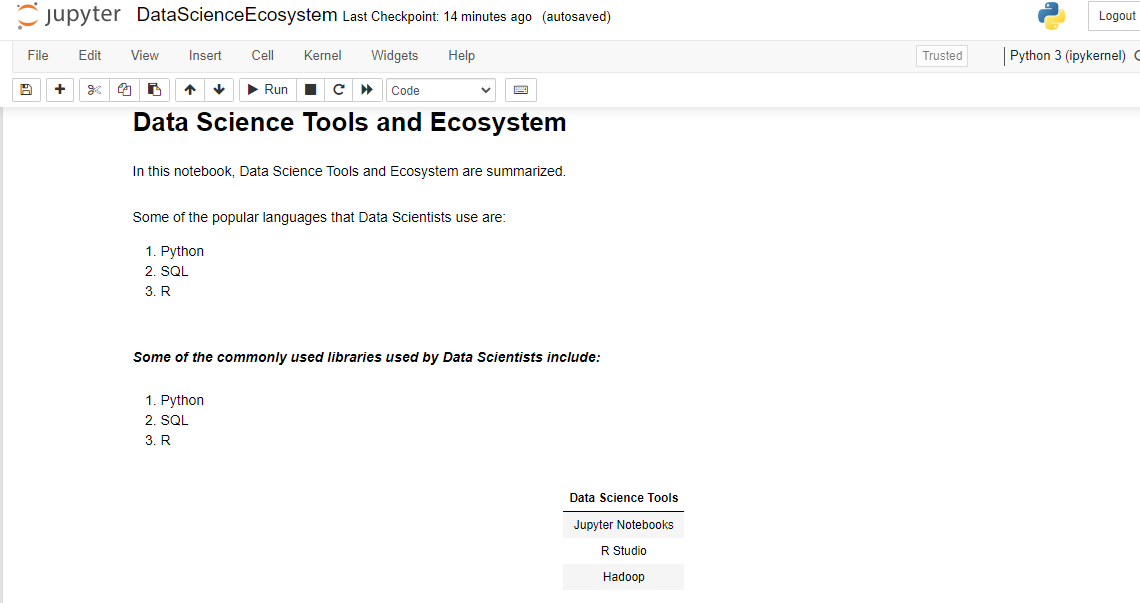 jupyter DataScienceEcosystem Last Checkpoint: 14 minutes ago (autosaved)
Logout
File Edit View Insert Cell Kernel Widgets Help
Trusted Python 3 (ipykernel)
Run Code
Data Science Tools and Ecosystem
In this notebook, Data Science Tools and Ecosystem are summarized.
Some of the popular languages that Data Scientists use are:
1. Python
2. SQL
3. R
Some of the commonly used libraries used by Data Scientists include:
1. Python
2. SQL
3. R
Data Science Tools
Jupyter Notebooks
R Studio
Hadoop